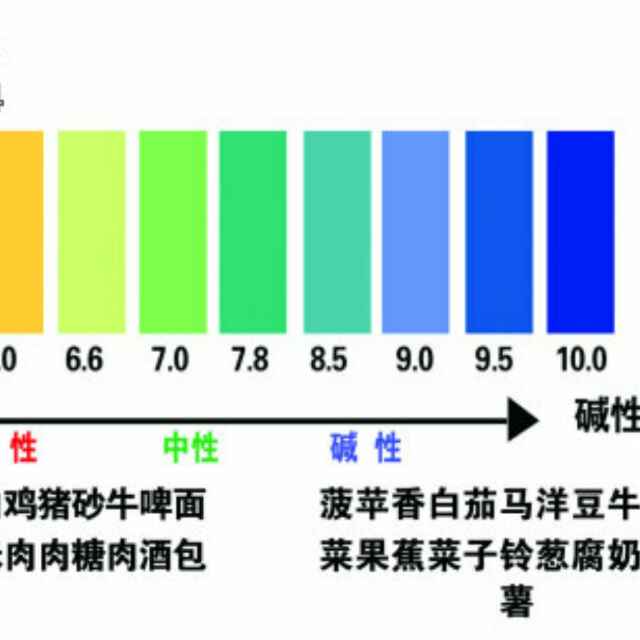 .0 6.6 7.0 7.8 8.5 9.0 9.5 10.0
碱性
性 中性 碱 性
鸡猪砂牛啤面 菠苹香白茄马洋豆牛
肉肉糖肉酒包 菜果蕉菜子铃葱腐奶
薯